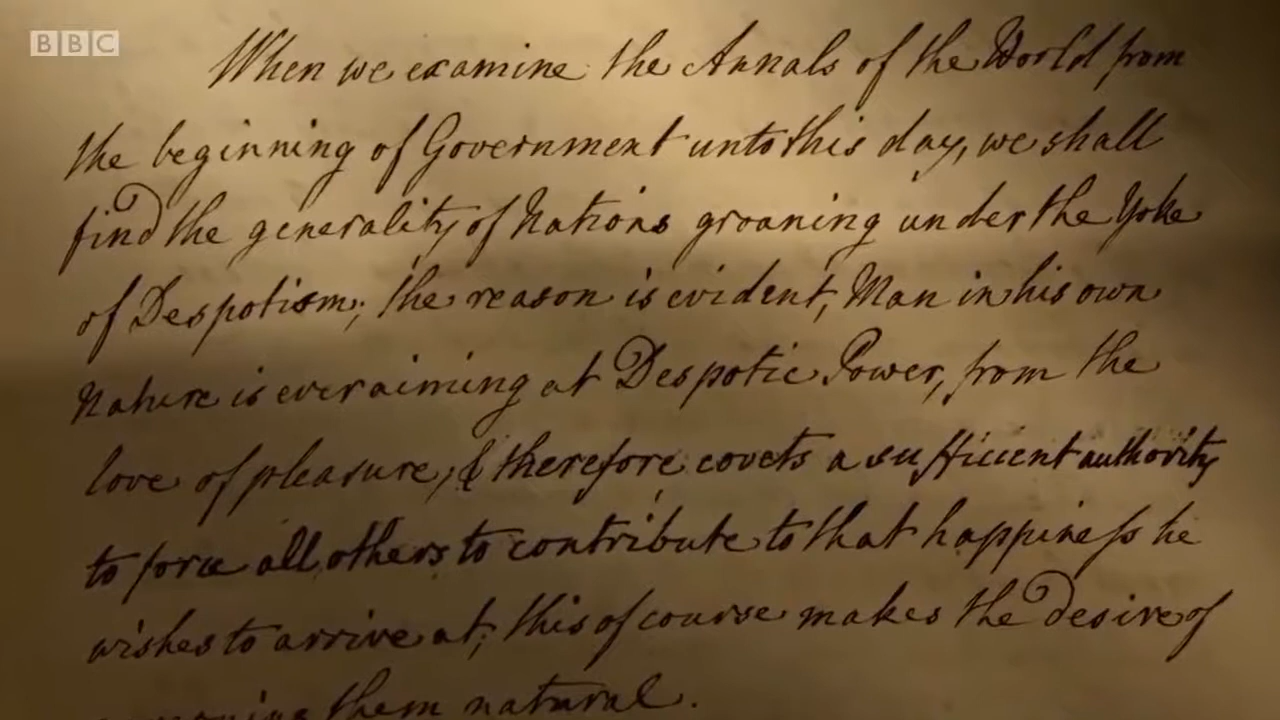 BBC
When we examine the Annals of the World from
the beginning of Government unto this day, we shall
find the generality of Nations groaning under the Yoke
of Despotism; the reason is evident, Man in his own
Nature is ever aiming at Despotic Power, from the
love of pleasure, & therefore covets a sufficient authority
to force all others to contribute to that happineſs he
wishes to arrive at; this of course makes the desire of
them natural.